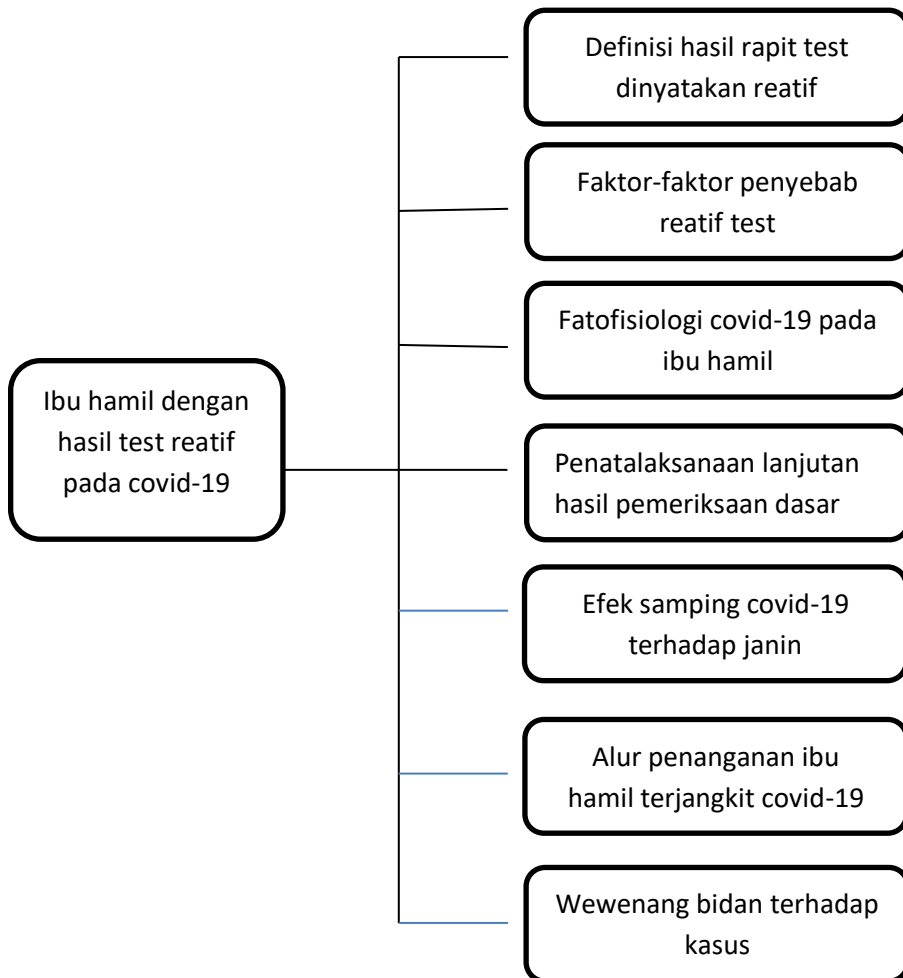 Definisi hasil rapit test
dinyatakan reatif
Faktor-faktor penyebab
reatif test
Fatofisiologi covid-19 pada
ibu hamil
Ibu hamil dengan
hasil test reatif
pada covid-19
Penatalaksanaan lanjutan
hasil pemeriksaan dasar
Efek samping covid-19
terhadap janin
Alur penanganan ibu
hamil terjangkit covid-19
Wewenang bidan terhadap
kasus